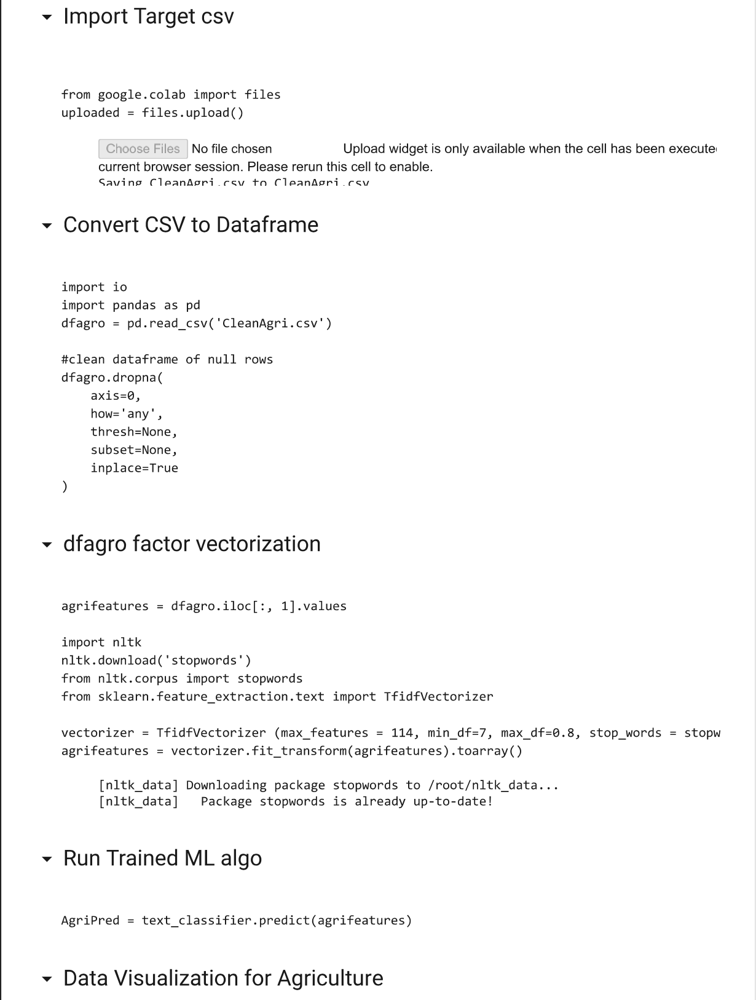 Import Target csv
from google.colab import files
uploaded = files.upload()
Choose Files No file chosen Upload widget is only available when the cell has been execute
current browser session. Please rerun this cell to enable.
Saving CleanAgri.csv to CleanAgri.csv
Convert CSV to Dataframe
import io
import pandas as pd
dfagro = pd.read_csv('CleanAgri.csv')
#clean dataframe of null rows
dfagro.dropna(
    axis=0,
    how='any',
    thresh=None,
    subset=None,
    inplace=True
)
dfagro factor vectorization
agrifeatures = dfagro.iloc[:, 1].values
import nltk
nltk.download('stopwords')
from nltk.corpus import stopwords
from sklearn.feature_extraction.text import TfidfVectorizer
vectorizer = TfidfVectorizer (max_features = 114, min_df=7, max_df=0.8, stop_words = stopw
agrifeatures = vectorizer.fit_transform(agrifeatures).toarray()
[nltk_data] Downloading package stopwords to /root/nltk_data...
[nltk_data]   Package stopwords is already up-to-date!
Run Trained ML algo
AgriPred = text_classifier.predict(agrifeatures)
Data Visualization for Agriculture